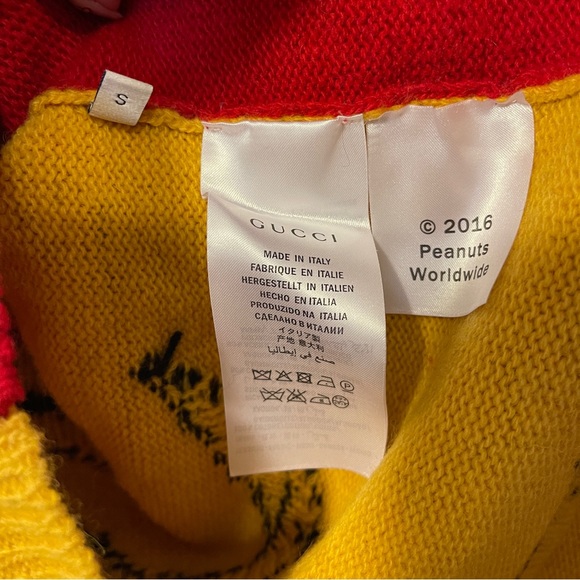 S
GUCCI
MADE IN ITALY
FABRIQUE EN ITALIE
HERGESTELLT IN ITALIEN
HECHO EN ITALIA
PRODUZIDO NA ITALIA
СДЕЛАНО В ИТАЛИИ
イタリア製
产地 意大利
صنع في إيطاليا
© 2016
Peanuts
Worldwide